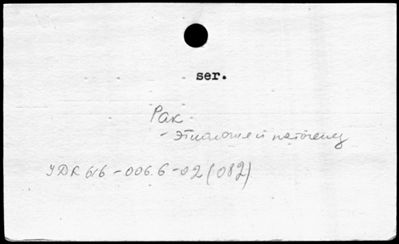 ser.
Рак -
- этиология и патогенез
УДК 616-006.6-02(082)